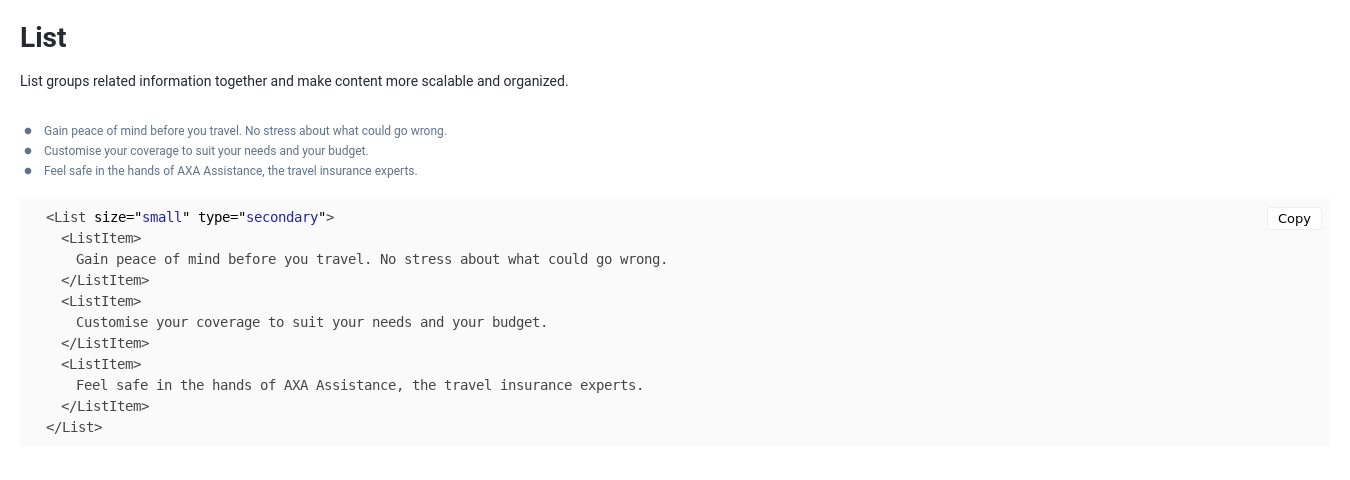 List
List groups related information together and make content more scalable and organized.
Gain peace of mind before you travel. No stress about what could go wrong.
Customise your coverage to suit your needs and your budget.
Feel safe in the hands of AXA Assistance, the travel insurance experts.
<List size="small" type="secondary">
Copy
<ListItem>
Gain peace of mind before you travel. No stress about what could go wrong.
</ListItem>
<ListItem>
Customise your coverage to suit your needs and your budget.
</ListItem>
<ListItem>
Feel safe in the hands of AXA Assistance, the travel insurance experts.
</ListItem>
</List>